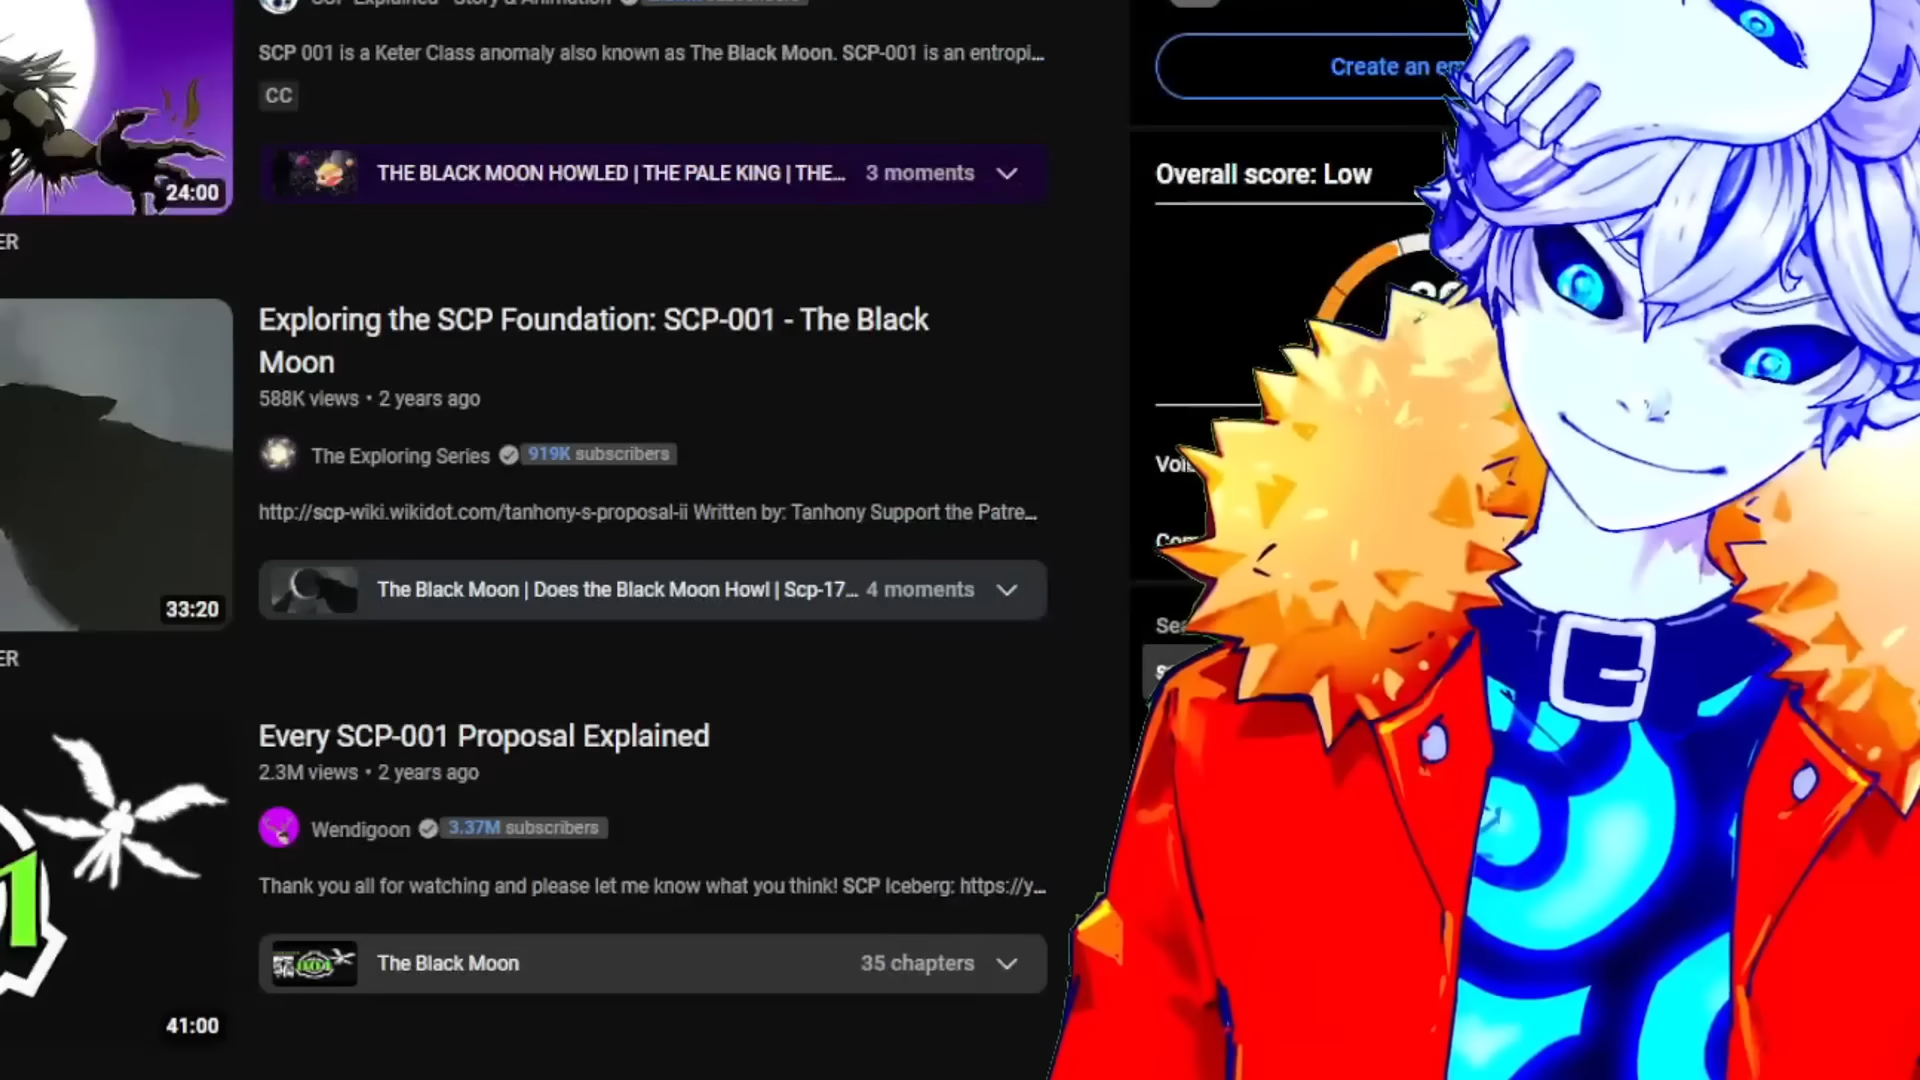 SCP Explained - Story & Animation
SCP 001 is a Keter Class anomaly also known as The Black Moon. SCP-001 is an entropi...
CC
24:00
THE BLACK MOON HOWLED | THE PALE KING | THE... 3 moments
ER
Exploring the SCP Foundation: SCP-001 - The Black
Moon
588K views • 2 years ago
The Exploring Series 919K subscribers
http://scp-wiki.wikidot.com/tanhony-s-proposal-ii Written by: Tanhony Support the Patre...
The Black Moon | Does the Black Moon Howl | Scp-17... 4 moments
33:20
ER
Every SCP-001 Proposal Explained
2.3M views • 2 years ago
Wendigoon 3.37M subscribers
Thank you all for watching and please let me know what you think! SCP Iceberg: https://y...
The Black Moon 35 chapters
41:00
Create an em
Overall score: Low